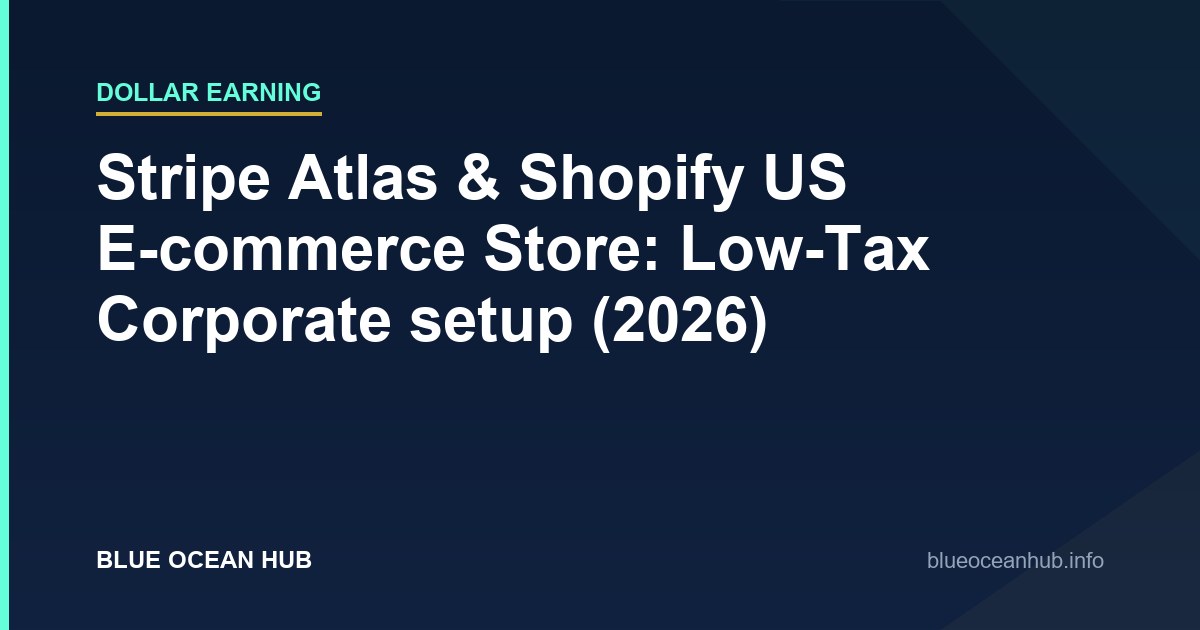 DOLLAR EARNING
Stripe Atlas & Shopify US
E-commerce Store: Low-Tax
Corporate setup (2026)
BLUE OCEAN HUB
blueoceanhub.info